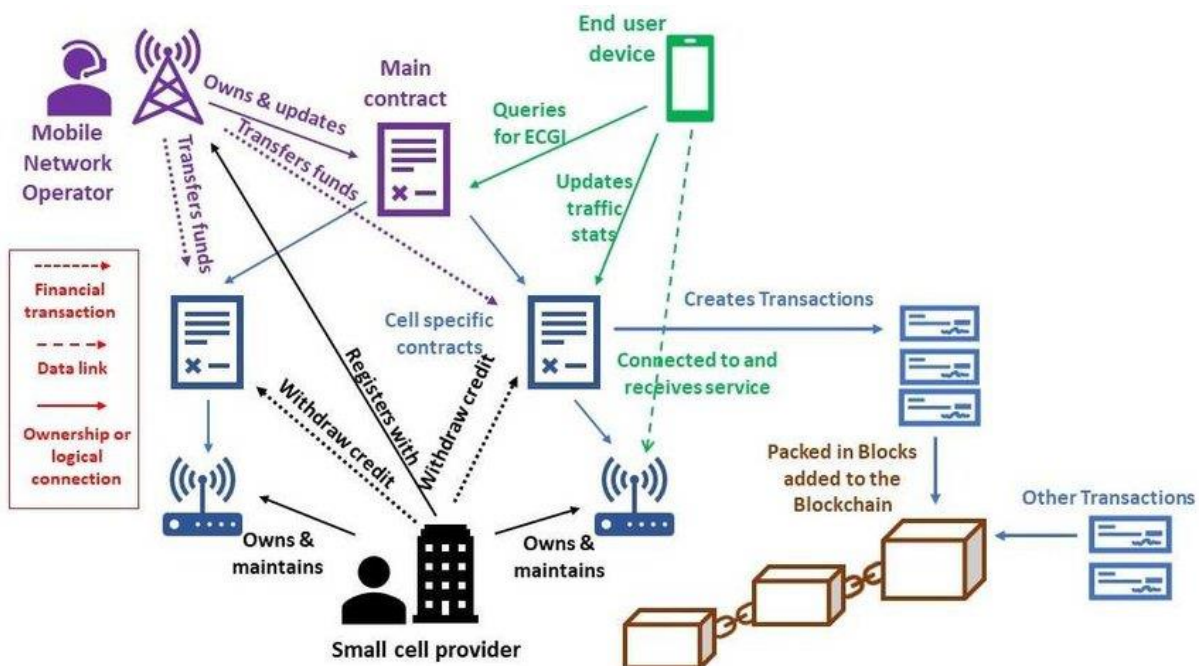 End user
device
Main
contract
Owns & updates
Transfers funds
Queries
for ECGI
Mobile
Network
Operator
Transfers funds
Updates
traffic
stats
Financial
transaction
Data link
Ownership or
logical
connection
Cell specific
contracts
Creates Transactions
Connected to and
receives service
Registers with
Withdraw credit
Withdraw credit
Packed in Blocks
added to the
Blockchain
Other Transactions
Owns &
maintains
Owns &
maintains
Small cell provider